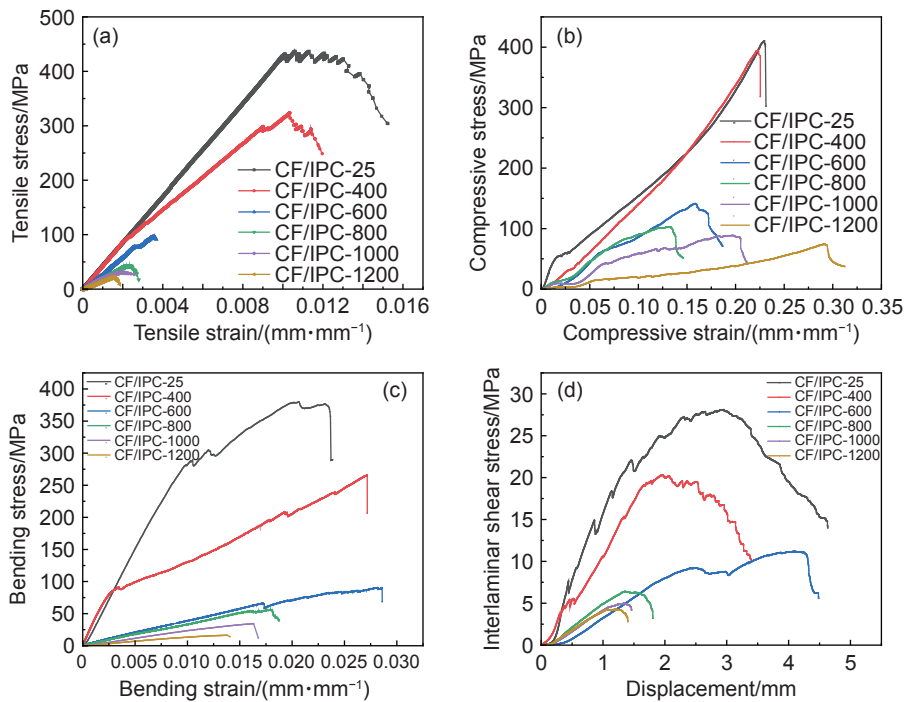 (a)
Tensile stress/MPa
500
400
300
200
100
0
CF/IPC-25
CF/IPC-400
CF/IPC-600
CF/IPC-800
CF/IPC-1000
CF/IPC-1200
0 0.004 0.008 0.012 0.016
Tensile strain/(mm·mm⁻¹)
(b)
Compressive stress/MPa
400
300
200
100
0
CF/IPC-25
CF/IPC-400
CF/IPC-600
CF/IPC-800
CF/IPC-1000
CF/IPC-1200
0 0.05 0.10 0.15 0.20 0.25 0.30 0.35
Compressive strain/(mm·mm⁻¹)
(c)
Bending stress/MPa
400
350
300
250
200
150
100
50
0
CF/IPC-25
CF/IPC-400
CF/IPC-600
CF/IPC-800
CF/IPC-1000
CF/IPC-1200
0 0.005 0.010 0.015 0.020 0.025 0.030
Bending strain/(mm·mm⁻¹)
(d)
Interlaminar shear stress/MPa
30
25
20
15
10
5
0
CF/IPC-25
CF/IPC-400
CF/IPC-600
CF/IPC-800
CF/IPC-1000
CF/IPC-1200
0 1 2 3 4 5
Displacement/mm